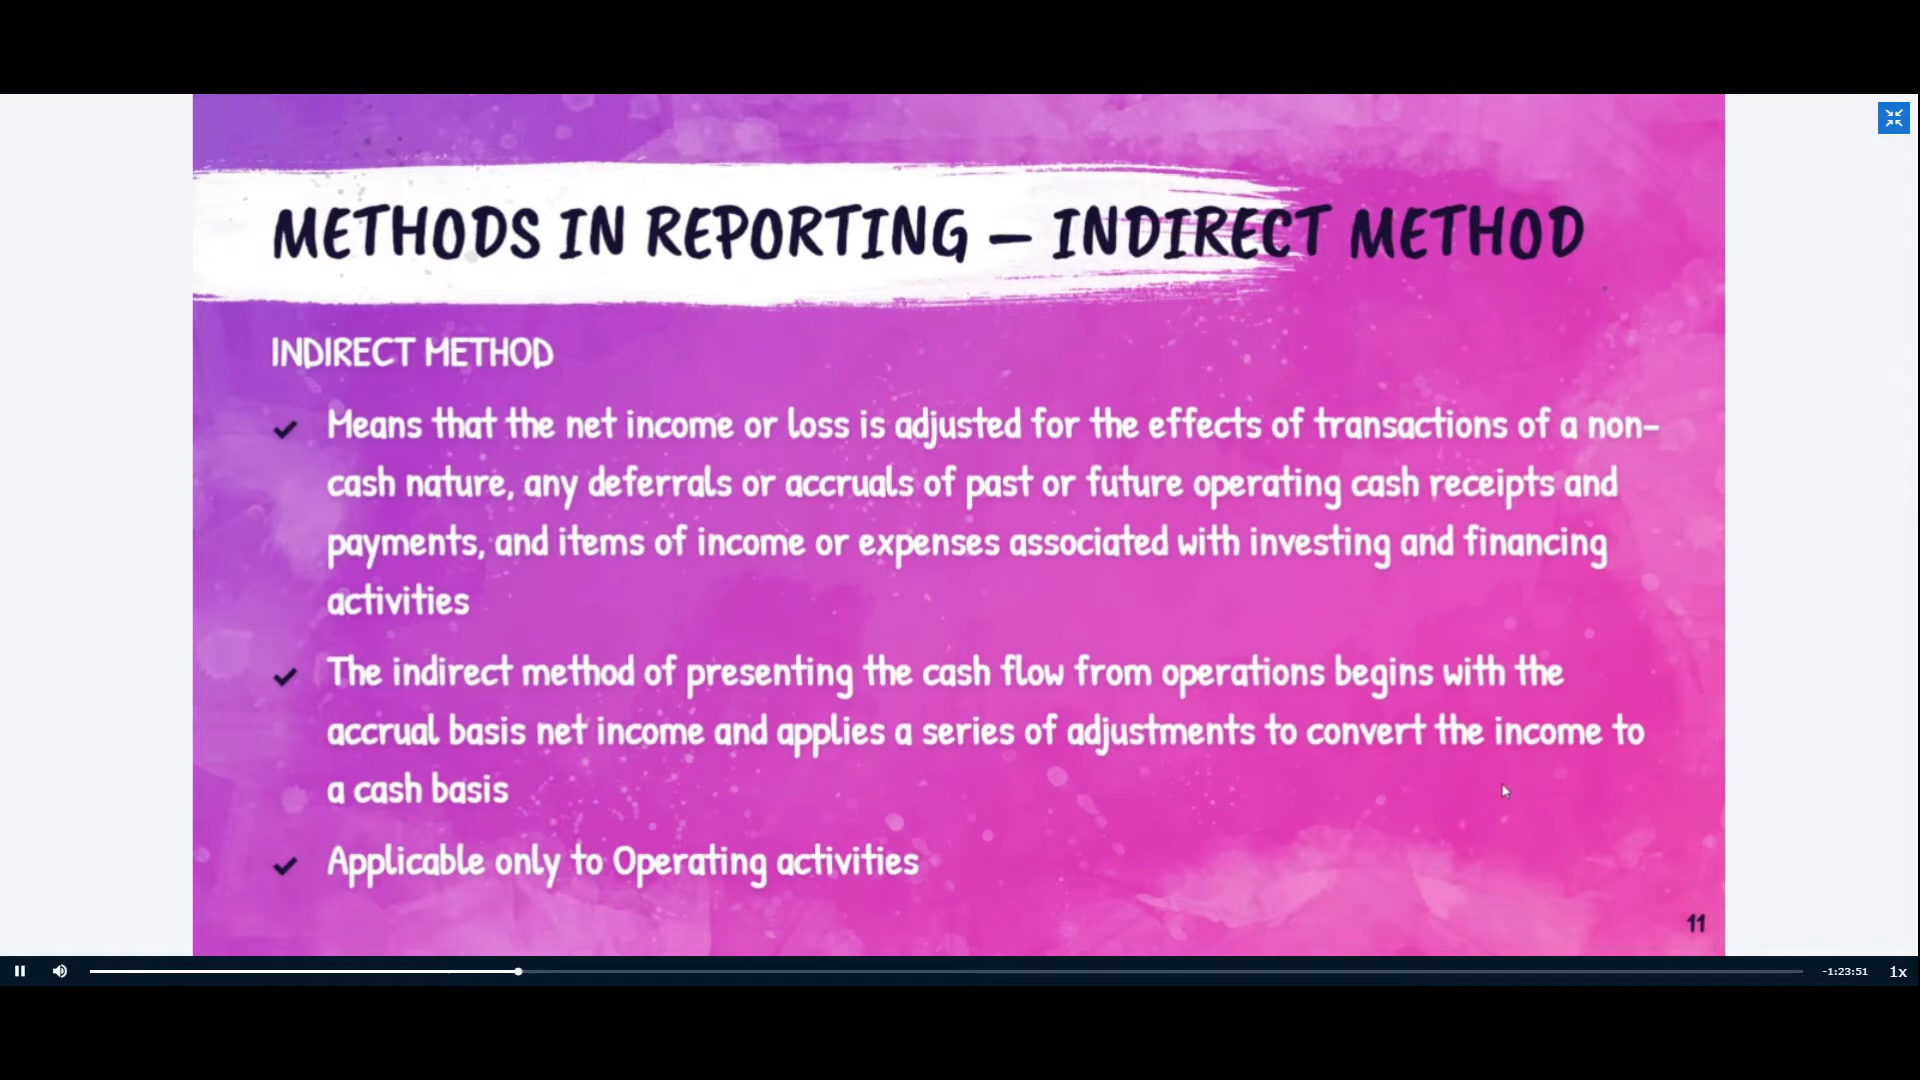 METHODS IN REPORTING – INDIRECT METHOD
INDIRECT METHOD
Means that the net income or loss is adjusted for the effects of transactions of a non-
cash nature, any deferrals or accruals of past or future operating cash receipts and
payments, and items of income or expenses associated with investing and financing
activities
The indirect method of presenting the cash flow from operations begins with the
accrual basis net income and applies a series of adjustments to convert the income to
a cash basis
Applicable only to Operating activities
11
-1:23:51
1x